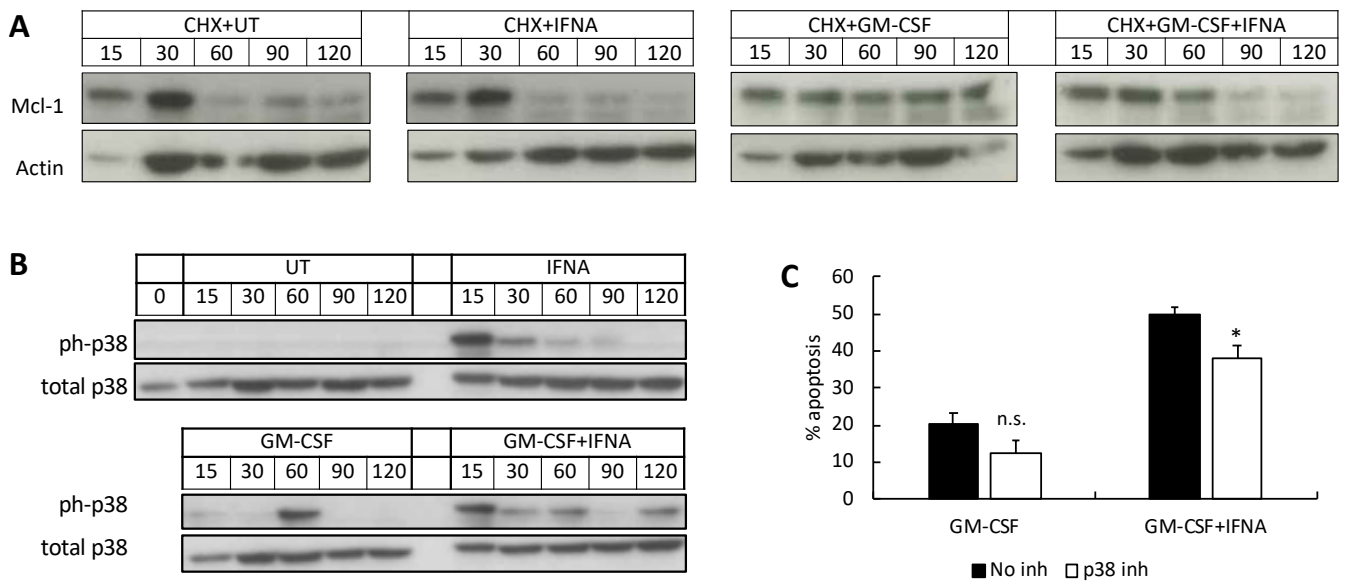 A
CHX+UT CHX+IFNA CHX+GM-CSF CHX+GM-CSF+IFNA
15 30 60 90 120 15 30 60 90 120 15 30 60 90 120 15 30 60 90 120
Mcl-1
Actin
B
UT IFNA
0 15 30 60 90 120 15 30 60 90 120
ph-p38
total p38
GM-CSF GM-CSF+IFNA
15 30 60 90 120 15 30 60 90 120
ph-p38
total p38
C
% apoptosis
60
50
40
30
20
10
0
n.s.
*
GM-CSF GM-CSF+IFNA
No inh p38 inh